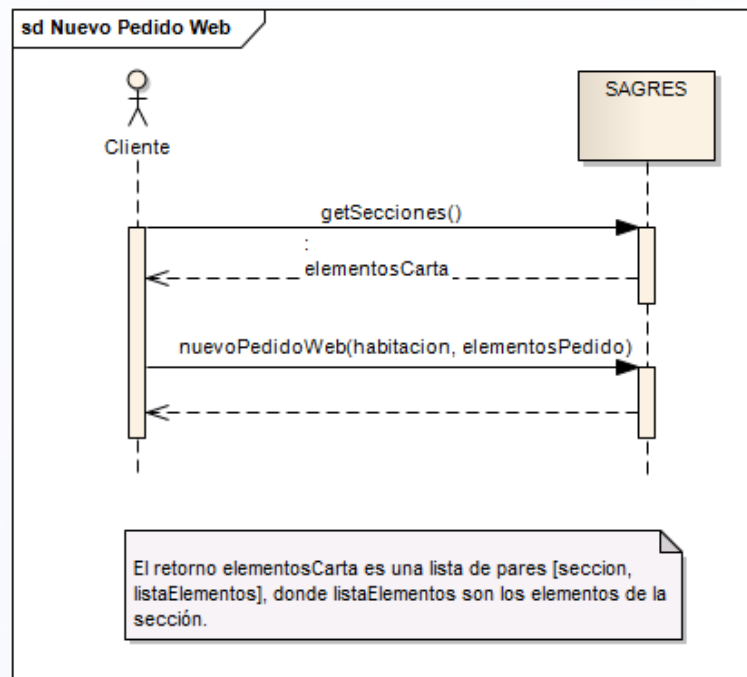 sd Nuevo Pedido Web
SAGRES
Cliente
getSecciones()
:
elementosCarta
nuevoPedidoWeb(habitacion, elementosPedido)
El retorno elementosCarta es una lista de pares [seccion,
listaElementos], donde listaElementos son los elementos de la
sección.